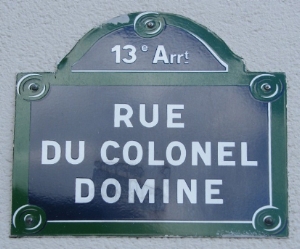 13e Arrt
RUE
DU COLONEL
DOMINE